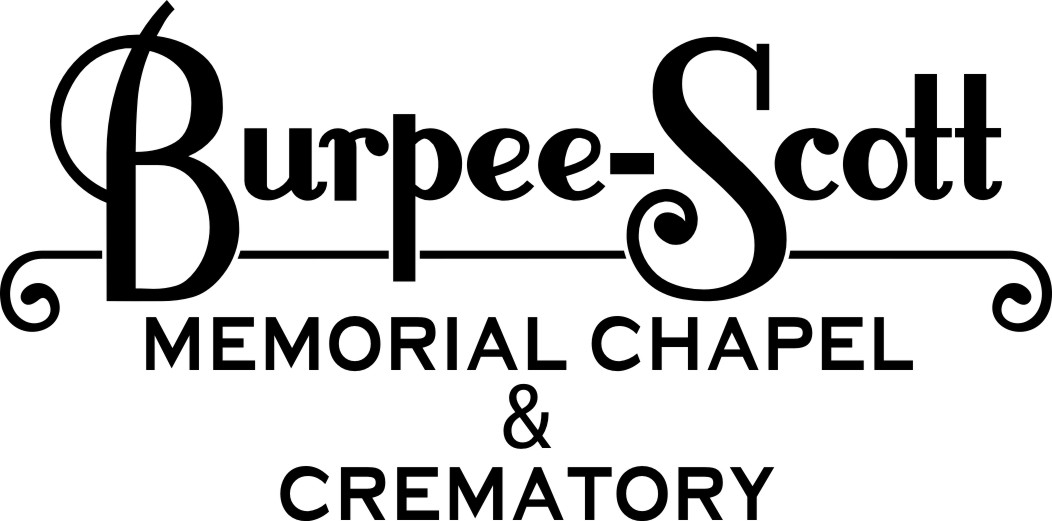 Burpee-Scott
MEMORIAL CHAPEL
&
CREMATORY